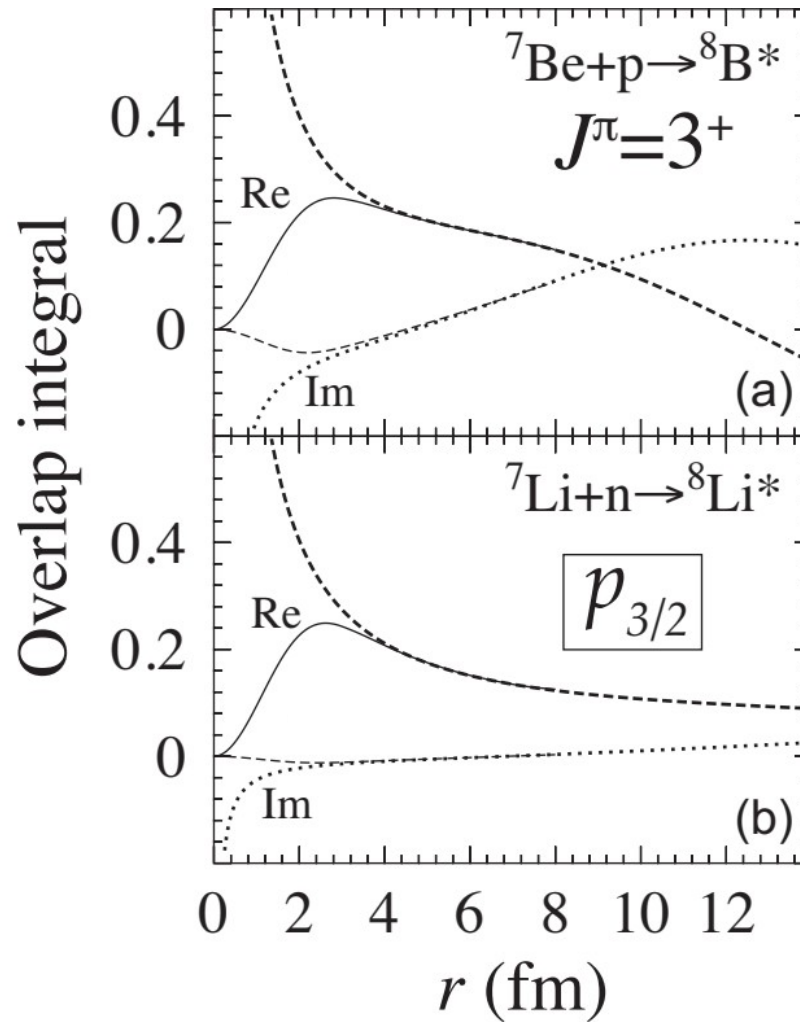 ⁷Be+p→⁸B*
Jπ=3⁺
0.4
Re
0.2
0
Im
(a)
Overlap integral
⁷Li+n→⁸Li*
0.4
p3/2
Re
0.2
0
Im
(b)
0 2 4 6 8 10 12
r (fm)